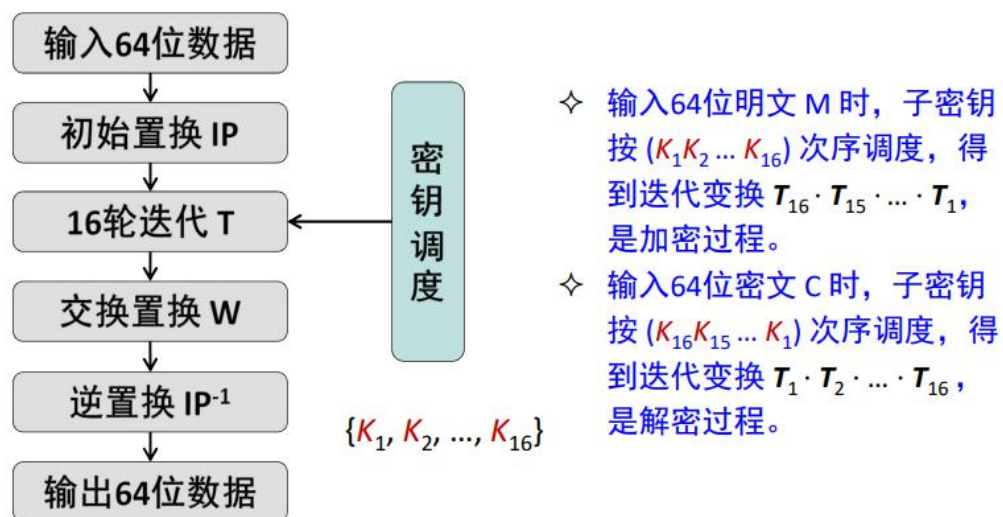 输入64位数据
初始置换 IP
16轮迭代 T
交换置换 W
逆置换 IP⁻¹
输出64位数据
密钥调度
{K₁, K₂, ..., K₁₆}
✧ 输入64位明文 M 时，子密钥
按 (K₁K₂ ... K₁₆) 次序调度，得
到迭代变换 T₁₆ · T₁₅ · ... · T₁，
是加密过程。
✧ 输入64位密文 C 时，子密钥
按 (K₁₆K₁₅ ... K₁) 次序调度，得
到迭代变换 T₁ · T₂ · ... · T₁₆，
是解密过程。